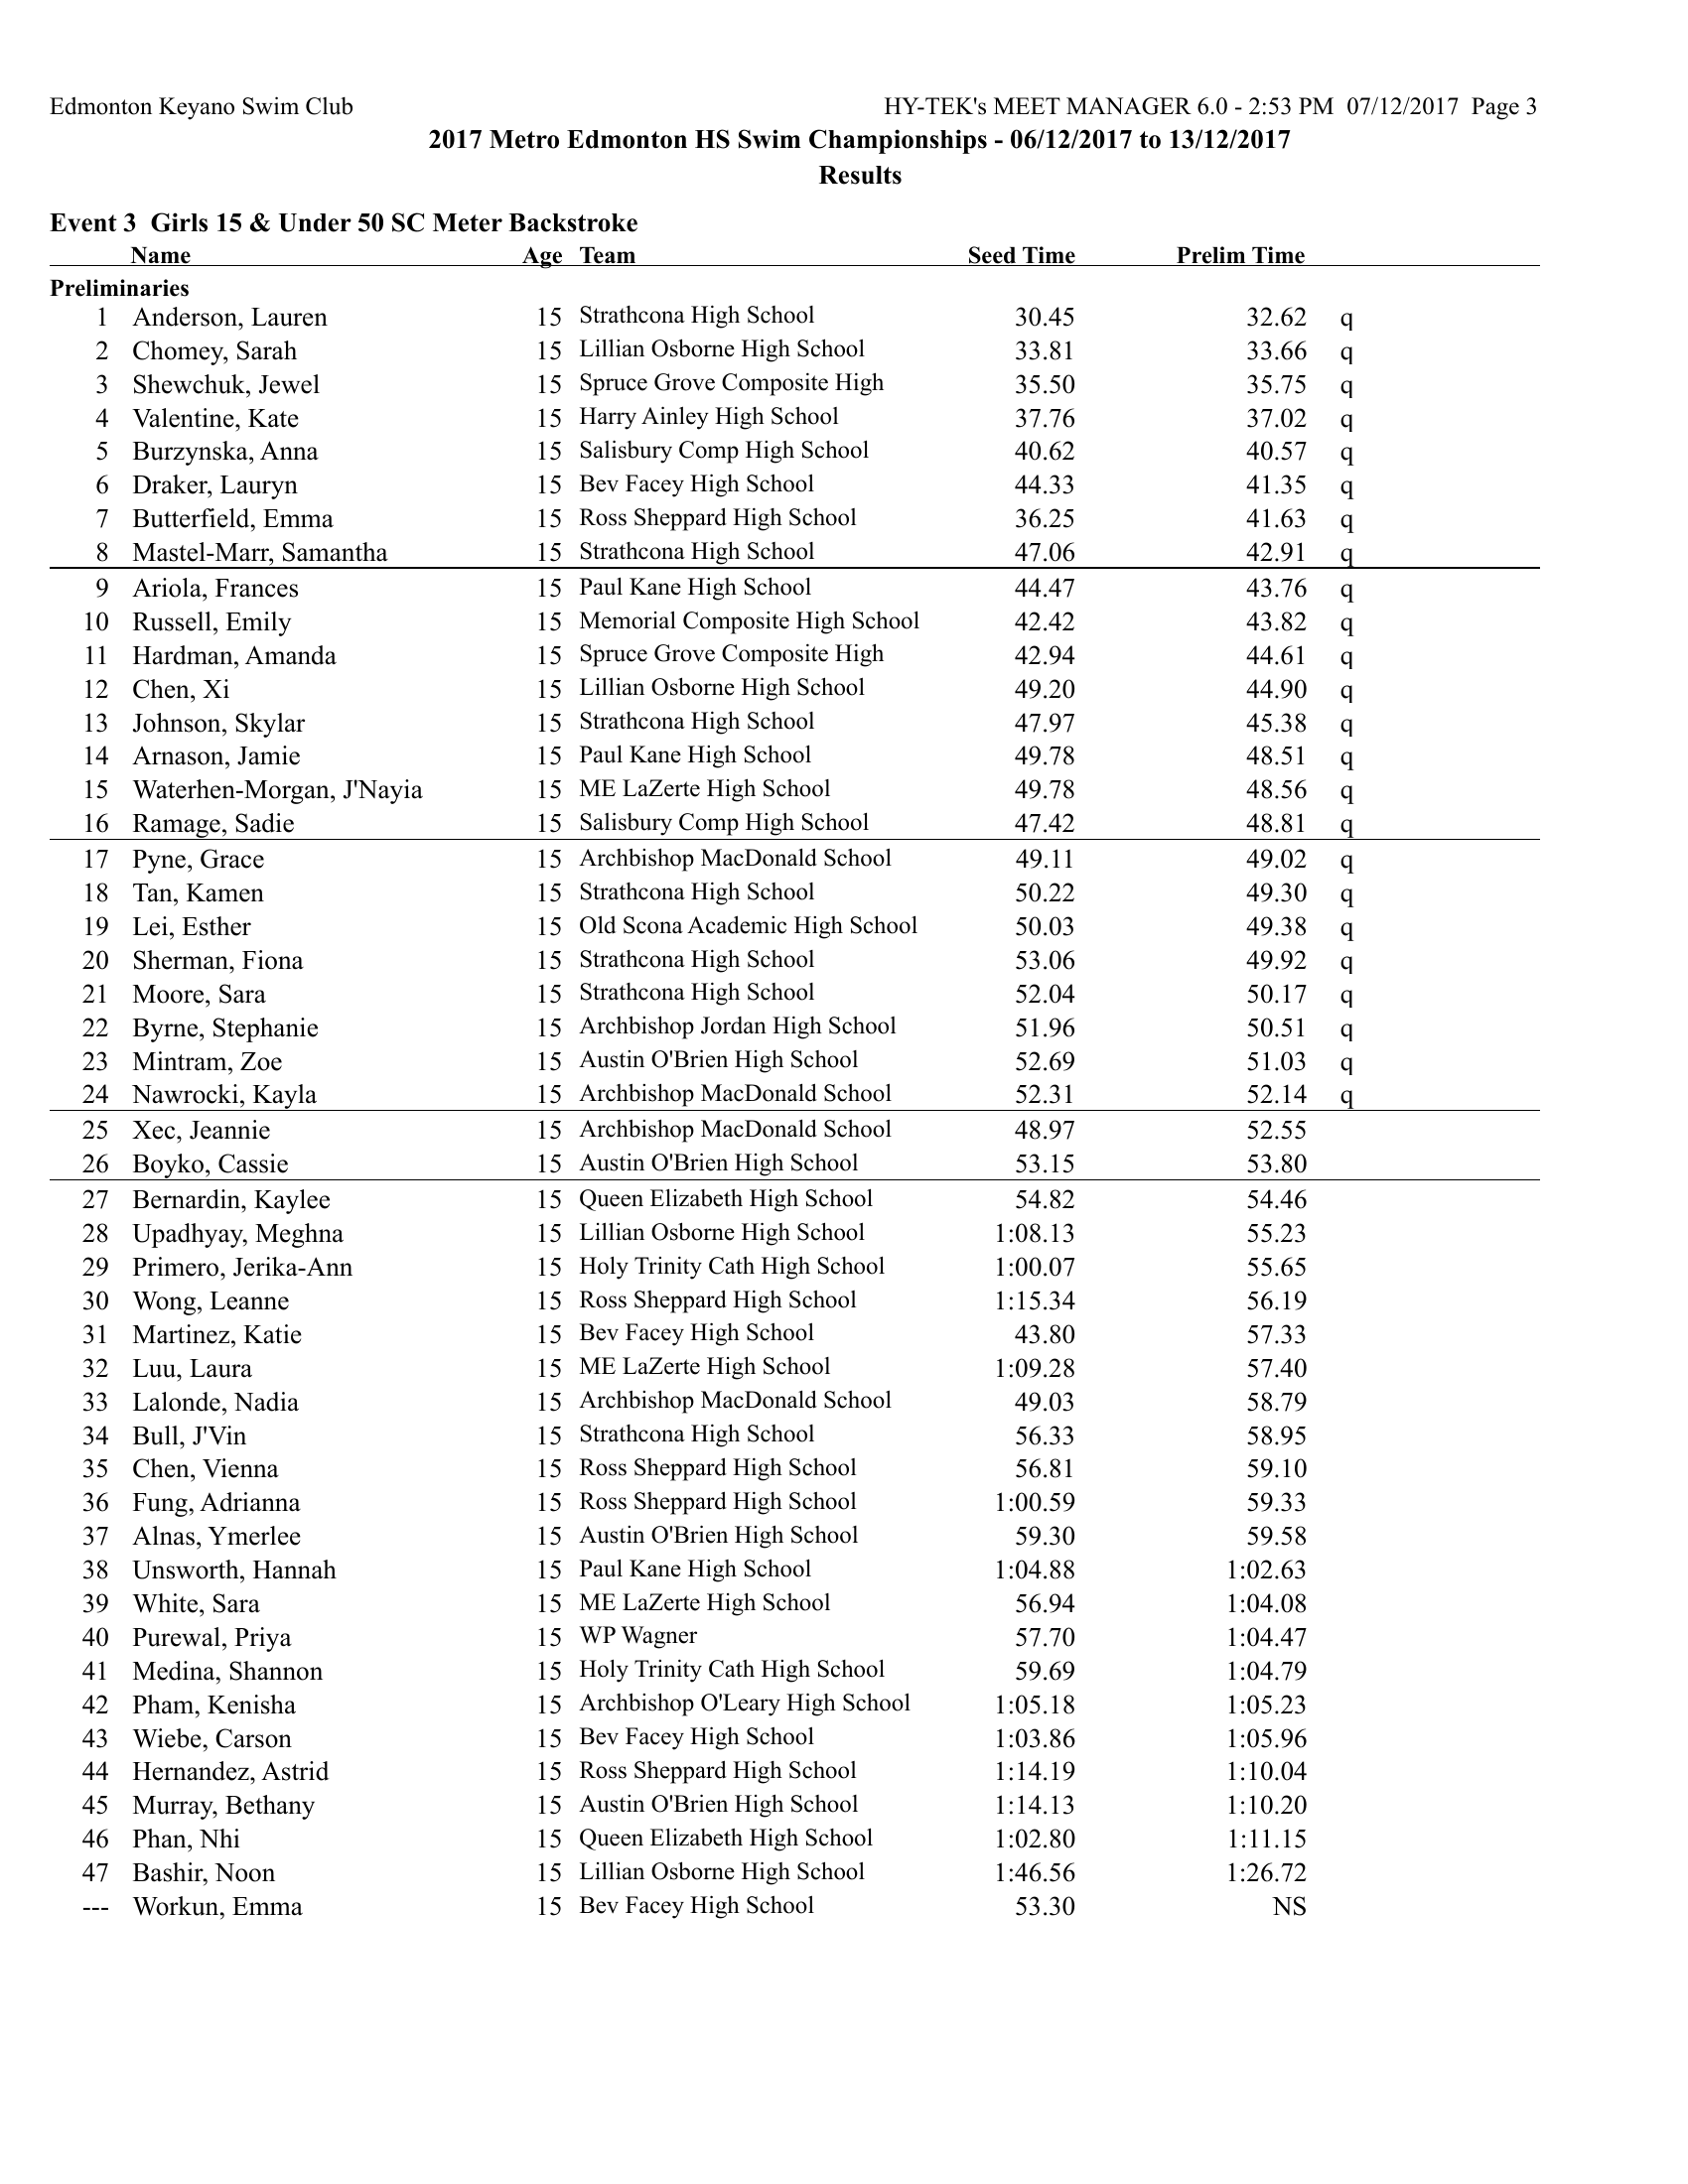 Edmonton Keyano Swim Club HY-TEK's MEET MANAGER 6.0 - 2:53 PM 07/12/2017 Page 3
2017 Metro Edmonton HS Swim Championships - 06/12/2017 to 13/12/2017
Results
Event 3 Girls 15 & Under 50 SC Meter Backstroke
Name Age Team Seed Time Prelim Time
Preliminaries
1 Anderson, Lauren 15 Strathcona High School 30.45 32.62 q
2 Chomey, Sarah 15 Lillian Osborne High School 33.81 33.66 q
3 Shewchuk, Jewel 15 Spruce Grove Composite High 35.50 35.75 q
4 Valentine, Kate 15 Harry Ainley High School 37.76 37.02 q
5 Burzynska, Anna 15 Salisbury Comp High School 40.62 40.57 q
6 Draker, Lauryn 15 Bev Facey High School 44.33 41.35 q
7 Butterfield, Emma 15 Ross Sheppard High School 36.25 41.63 q
8 Mastel-Marr, Samantha 15 Strathcona High School 47.06 42.91 q
9 Ariola, Frances 15 Paul Kane High School 44.47 43.76 q
10 Russell, Emily 15 Memorial Composite High School 42.42 43.82 q
11 Hardman, Amanda 15 Spruce Grove Composite High 42.94 44.61 q
12 Chen, Xi 15 Lillian Osborne High School 49.20 44.90 q
13 Johnson, Skylar 15 Strathcona High School 47.97 45.38 q
14 Arnason, Jamie 15 Paul Kane High School 49.78 48.51 q
15 Waterhen-Morgan, J'Nayia 15 ME LaZerte High School 49.78 48.56 q
16 Ramage, Sadie 15 Salisbury Comp High School 47.42 48.81 q
17 Pyne, Grace 15 Archbishop MacDonald School 49.11 49.02 q
18 Tan, Kamen 15 Strathcona High School 50.22 49.30 q
19 Lei, Esther 15 Old Scona Academic High School 50.03 49.38 q
20 Sherman, Fiona 15 Strathcona High School 53.06 49.92 q
21 Moore, Sara 15 Strathcona High School 52.04 50.17 q
22 Byrne, Stephanie 15 Archbishop Jordan High School 51.96 50.51 q
23 Mintram, Zoe 15 Austin O'Brien High School 52.69 51.03 q
24 Nawrocki, Kayla 15 Archbishop MacDonald School 52.31 52.14 q
25 Xec, Jeannie 15 Archbishop MacDonald School 48.97 52.55
26 Boyko, Cassie 15 Austin O'Brien High School 53.15 53.80
27 Bernardin, Kaylee 15 Queen Elizabeth High School 54.82 54.46
28 Upadhyay, Meghna 15 Lillian Osborne High School 1:08.13 55.23
29 Primero, Jerika-Ann 15 Holy Trinity Cath High School 1:00.07 55.65
30 Wong, Leanne 15 Ross Sheppard High School 1:15.34 56.19
31 Martinez, Katie 15 Bev Facey High School 43.80 57.33
32 Luu, Laura 15 ME LaZerte High School 1:09.28 57.40
33 Lalonde, Nadia 15 Archbishop MacDonald School 49.03 58.79
34 Bull, J'Vin 15 Strathcona High School 56.33 58.95
35 Chen, Vienna 15 Ross Sheppard High School 56.81 59.10
36 Fung, Adrianna 15 Ross Sheppard High School 1:00.59 59.33
37 Alnas, Ymerlee 15 Austin O'Brien High School 59.30 59.58
38 Unsworth, Hannah 15 Paul Kane High School 1:04.88 1:02.63
39 White, Sara 15 ME LaZerte High School 56.94 1:04.08
40 Purewal, Priya 15 WP Wagner 57.70 1:04.47
41 Medina, Shannon 15 Holy Trinity Cath High School 59.69 1:04.79
42 Pham, Kenisha 15 Archbishop O'Leary High School 1:05.18 1:05.23
43 Wiebe, Carson 15 Bev Facey High School 1:03.86 1:05.96
44 Hernandez, Astrid 15 Ross Sheppard High School 1:14.19 1:10.04
45 Murray, Bethany 15 Austin O'Brien High School 1:14.13 1:10.20
46 Phan, Nhi 15 Queen Elizabeth High School 1:02.80 1:11.15
47 Bashir, Noon 15 Lillian Osborne High School 1:46.56 1:26.72
--- Workun, Emma 15 Bev Facey High School 53.30 NS